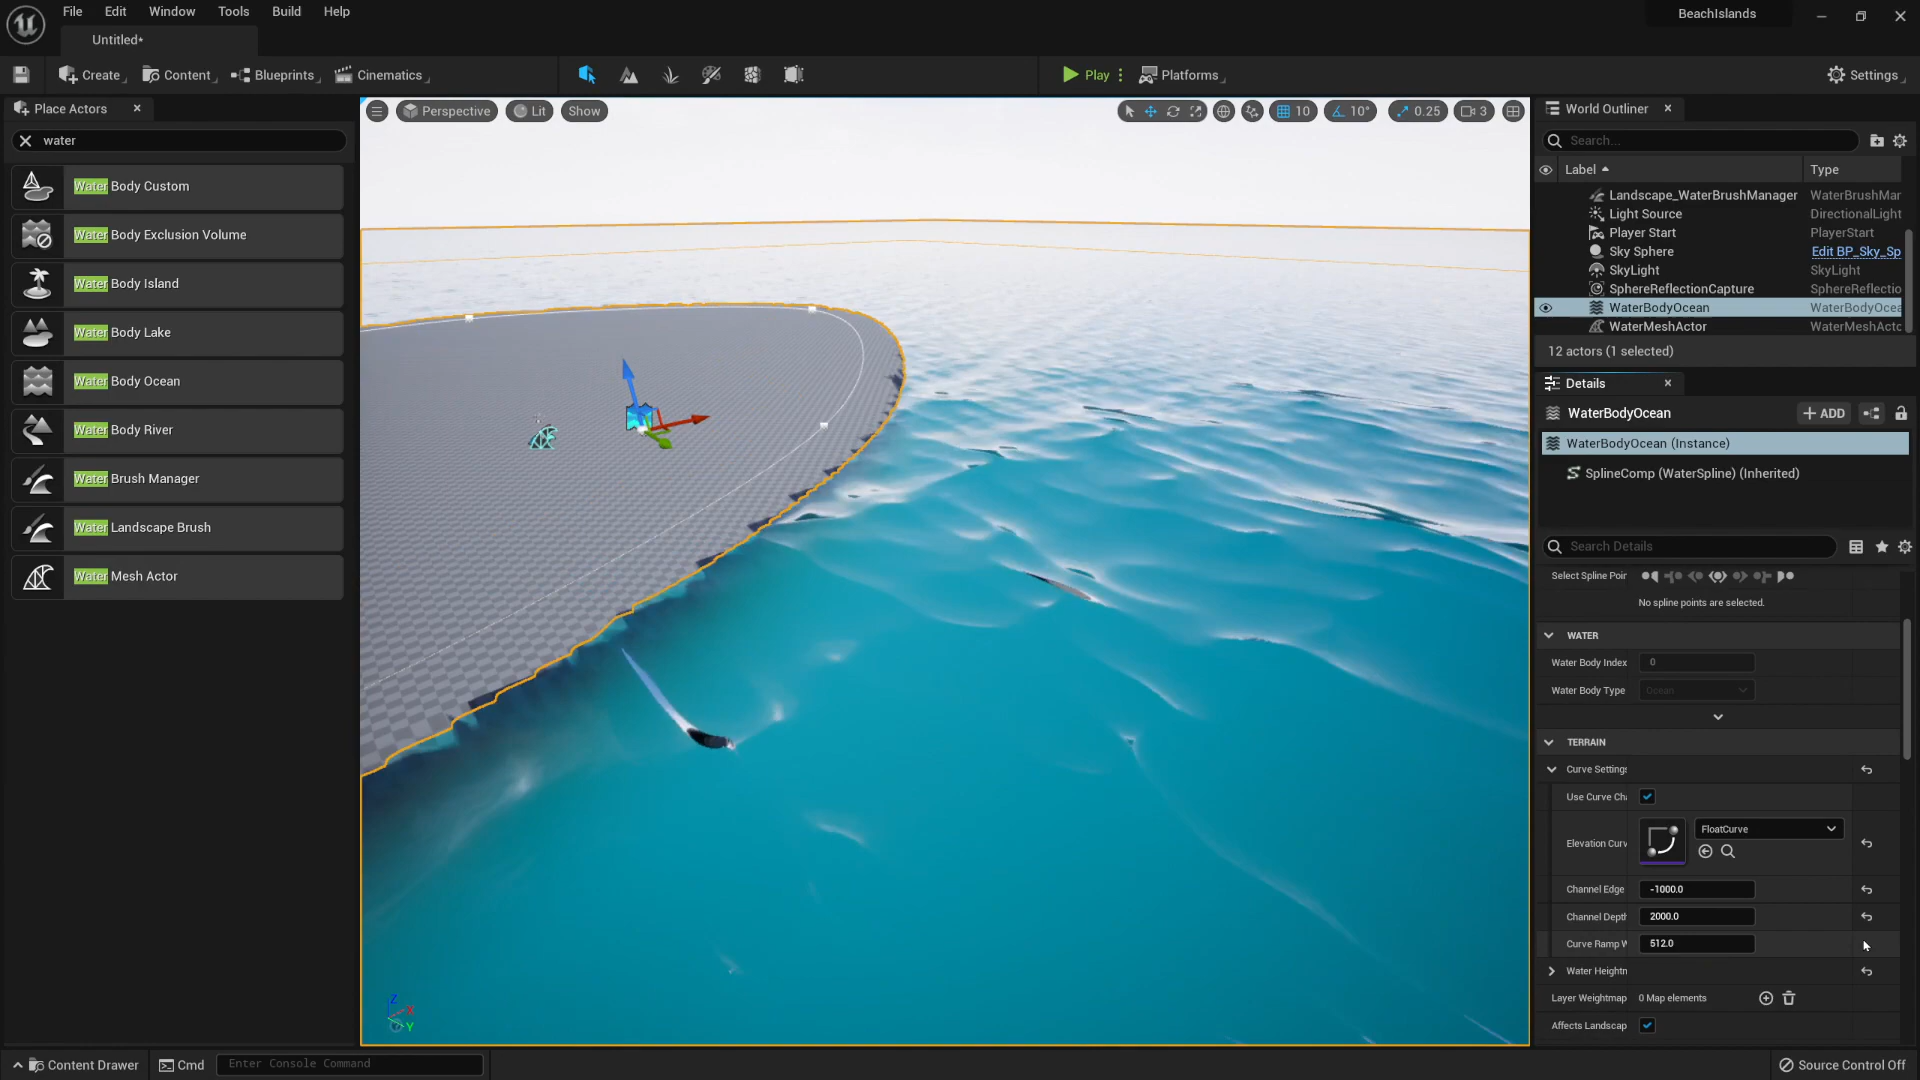 File Edit Window Tools Build Help
BeachIslands
Untitled*
Create Content Blueprints Cinematics
Play Platforms
Settings
Place Actors
water
Water Body Custom
Water Body Exclusion Volume
Water Body Island
Water Body Lake
Water Body Ocean
Water Body River
Water Brush Manager
Water Landscape Brush
Water Mesh Actor
Perspective Lit Show
10 10° 0.25 3
Z
X
Y
World Outliner
Search...
Label Type
Landscape_WaterBrushManager WaterBrushMar
Light Source DirectionalLight
Player Start PlayerStart
Sky Sphere Edit BP_Sky_Sp
SkyLight SkyLight
SphereReflectionCapture SphereReflectio
WaterBodyOcean WaterBodyOcea
WaterMeshActor WaterMeshActo
12 actors (1 selected)
Details
WaterBodyOcean
ADD
WaterBodyOcean (Instance)
SplineComp (WaterSpline) (Inherited)
Search Details
Select Spline Poin
No spline points are selected.
WATER
Water Body Index 0
Water Body Type Ocean
TERRAIN
Curve Settings
Use Curve Cha
Elevation Curv FloatCurve
Channel Edge -1000.0
Channel Depth 2000.0
Curve Ramp W 512.0
Water Heightm
Layer Weightmap 0 Map elements
Affects Landscap
Content Drawer Cmd Enter Console Command
Source Control Off